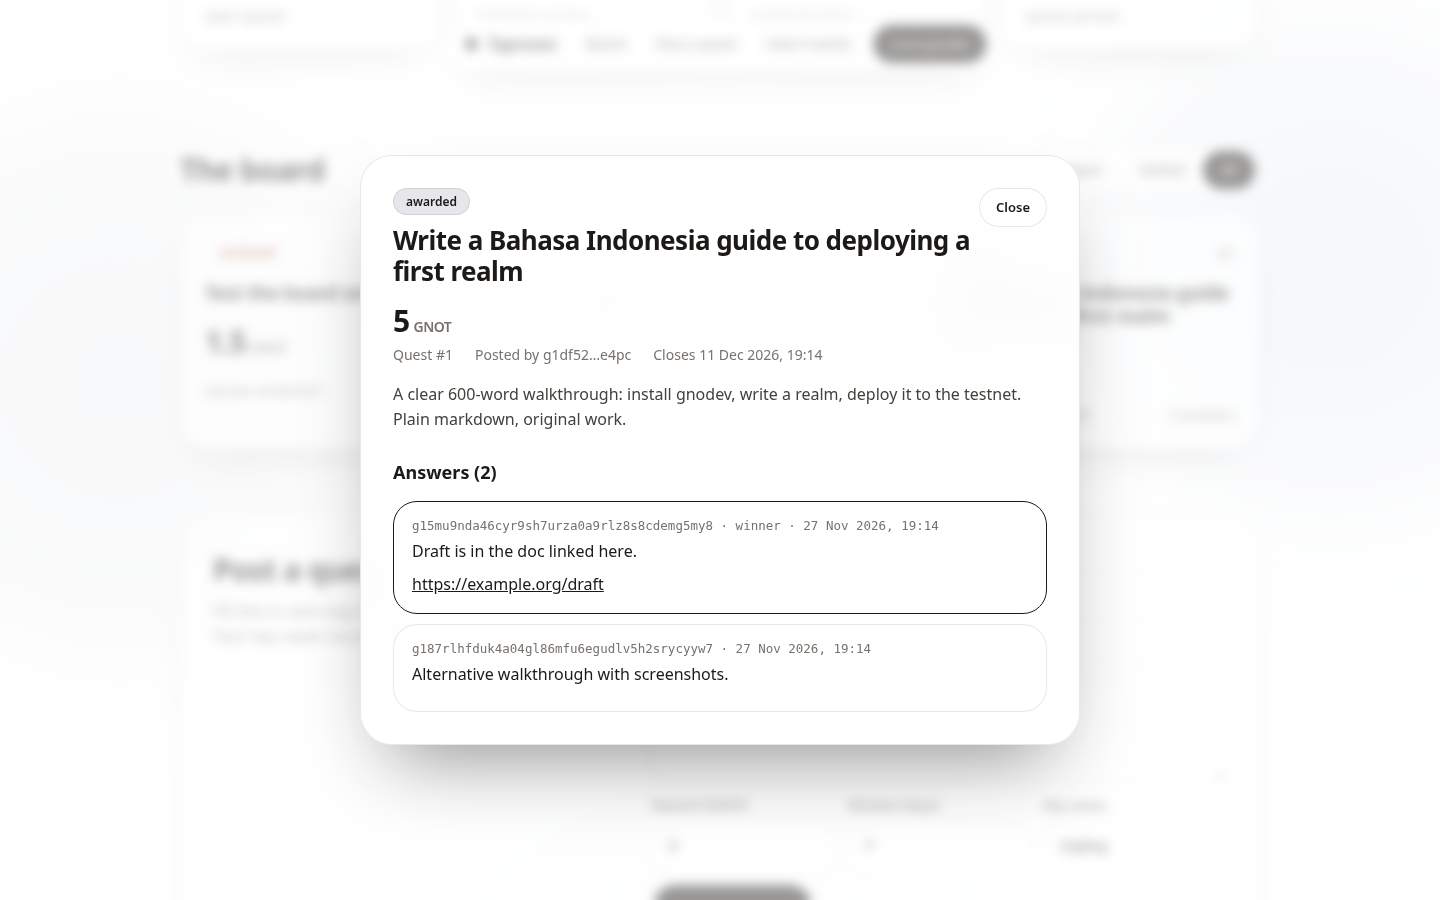 The board
awarded
Close
Write a Bahasa Indonesia guide to deploying a
first realm
5 GNOT
Quest #1 Posted by g1df52…e4pc Closes 11 Dec 2026, 19:14
A clear 600-word walkthrough: install gnodev, write a realm, deploy it to the testnet.
Plain markdown, original work.
Answers (2)
g15mu9nda46cyr9sh7urza0a9rlz8s8cdemg5my8 · winner · 27 Nov 2026, 19:14
Draft is in the doc linked here.
https://example.org/draft
g187rlhfduk4a04gl86mfu6egudlv5h2srycyyw7 · 27 Nov 2026, 19:14
Alternative walkthrough with screenshots.